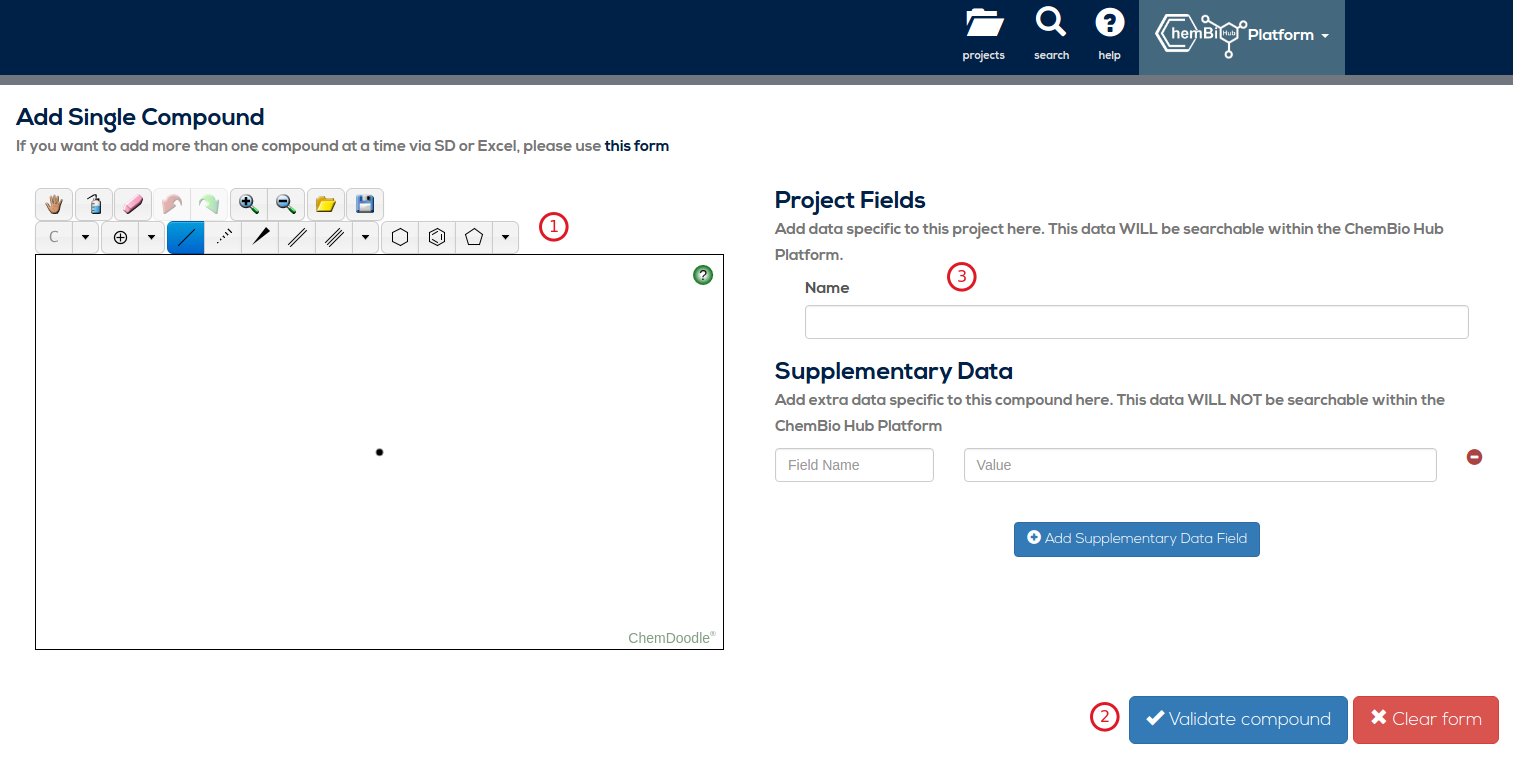 projects
search
help
hemBi Hub Platform
Add Single Compound
If you want to add more than one compound at a time via SD or Excel, please use this form
C
1
?
ChemDoodle®
Project Fields
Add data specific to this project here. This data WILL be searchable within the ChemBio Hub
Platform.
3
Name
Supplementary Data
Add extra data specific to this compound here. This data WILL NOT be searchable within the
ChemBio Hub Platform
Field Name
Value
Add Supplementary Data Field
2
Validate compound
Clear form